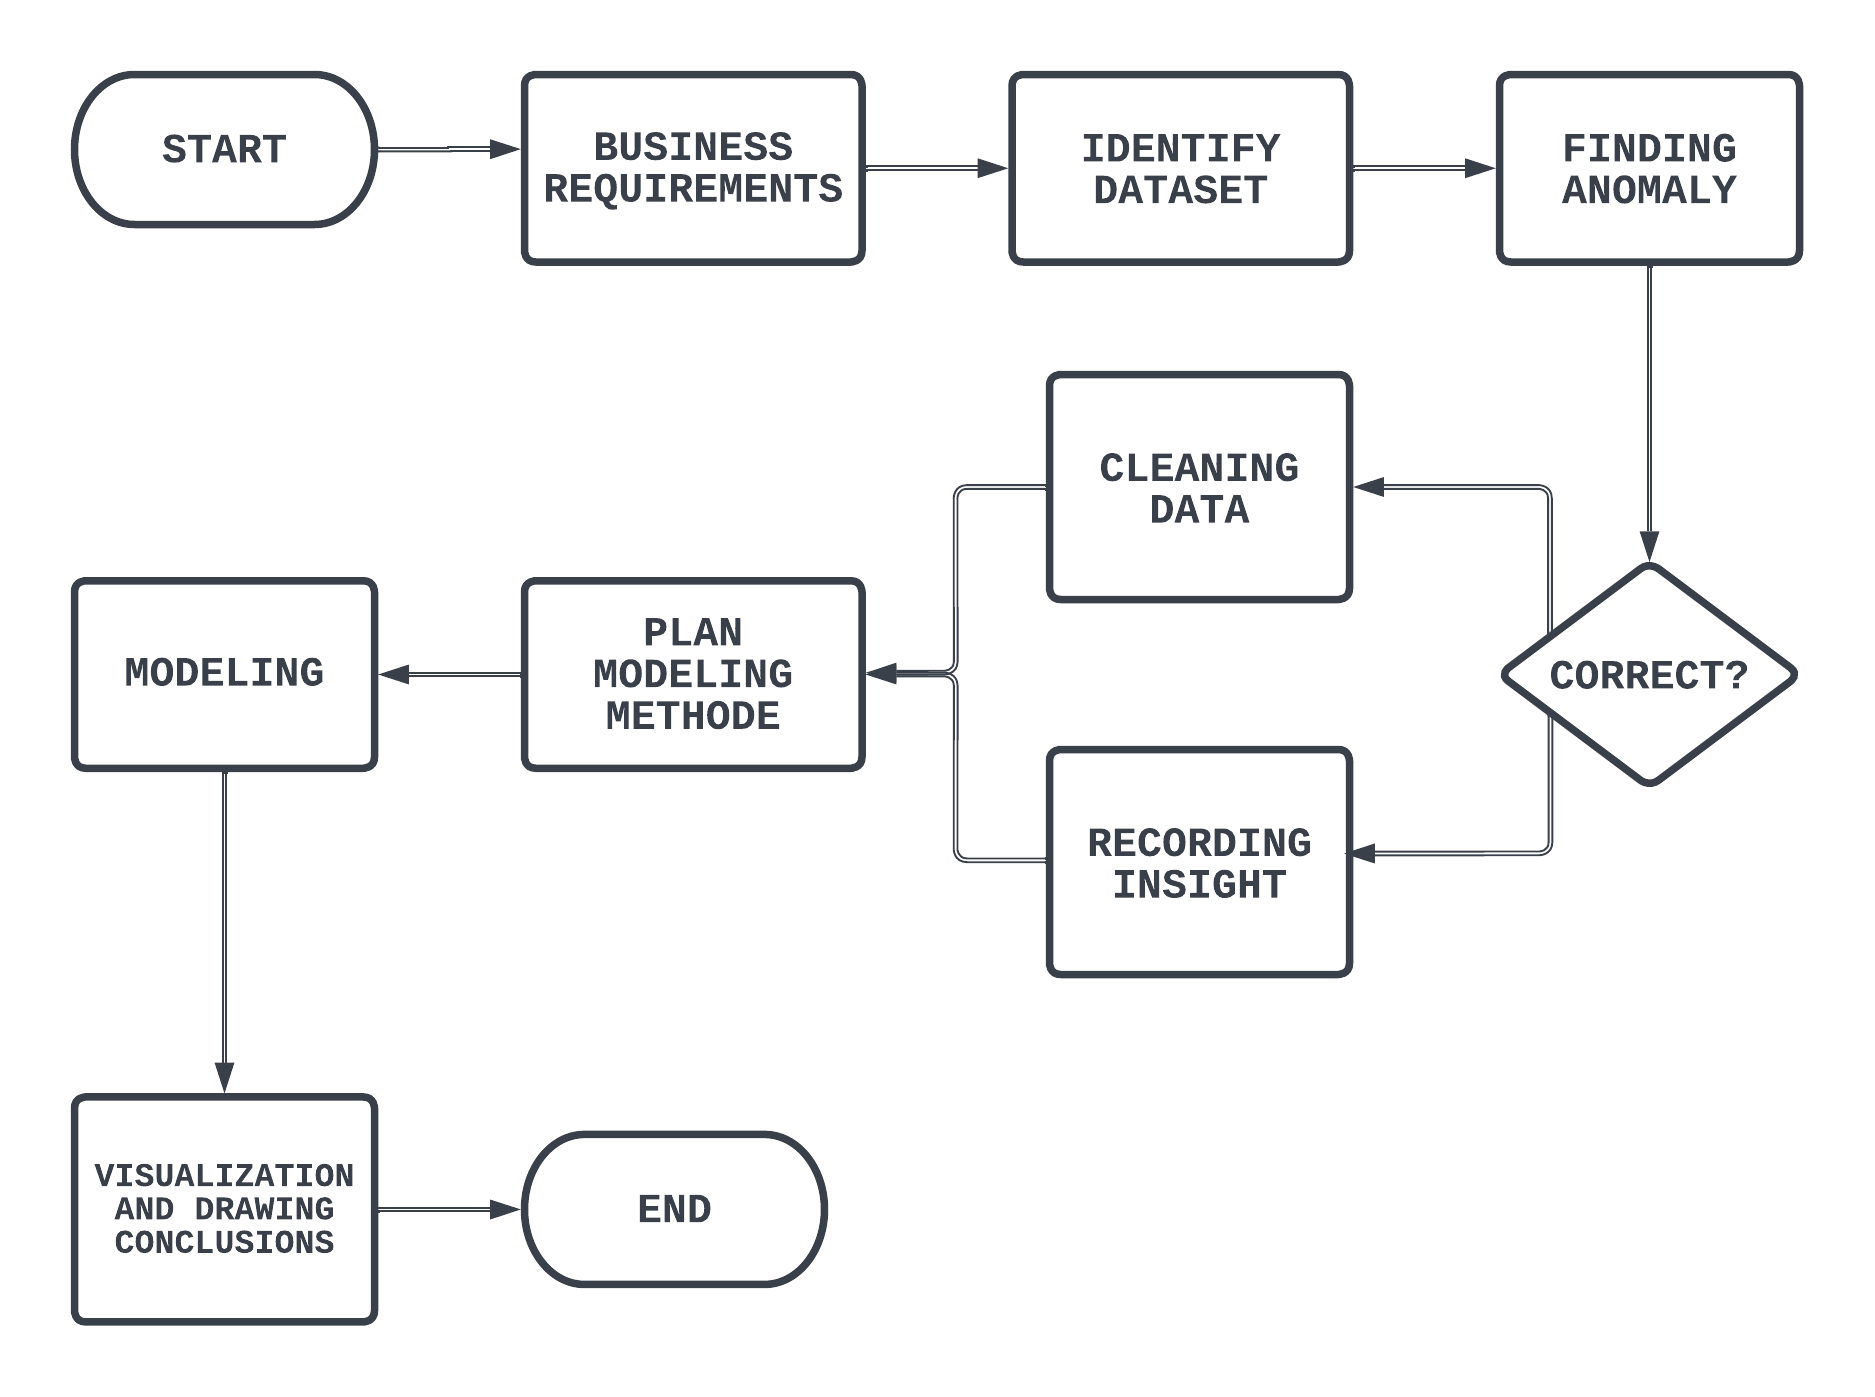 START
BUSINESS
REQUIREMENTS
IDENTIFY
DATASET
FINDING
ANOMALY
CORRECT?
CLEANING
DATA
RECORDING
INSIGHT
PLAN
MODELING
METHODE
MODELING
VISUALIZATION
AND DRAWING
CONCLUSIONS
END